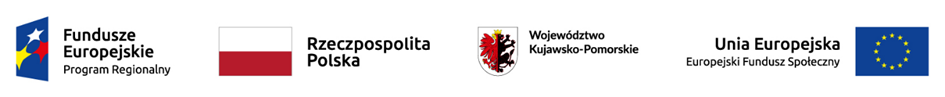 Fundusze
Europejskie
Program Regionalny
Rzeczpospolita
Polska
Województwo
Kujawsko-Pomorskie
Unia Europejska
Europejski Fundusz Społeczny